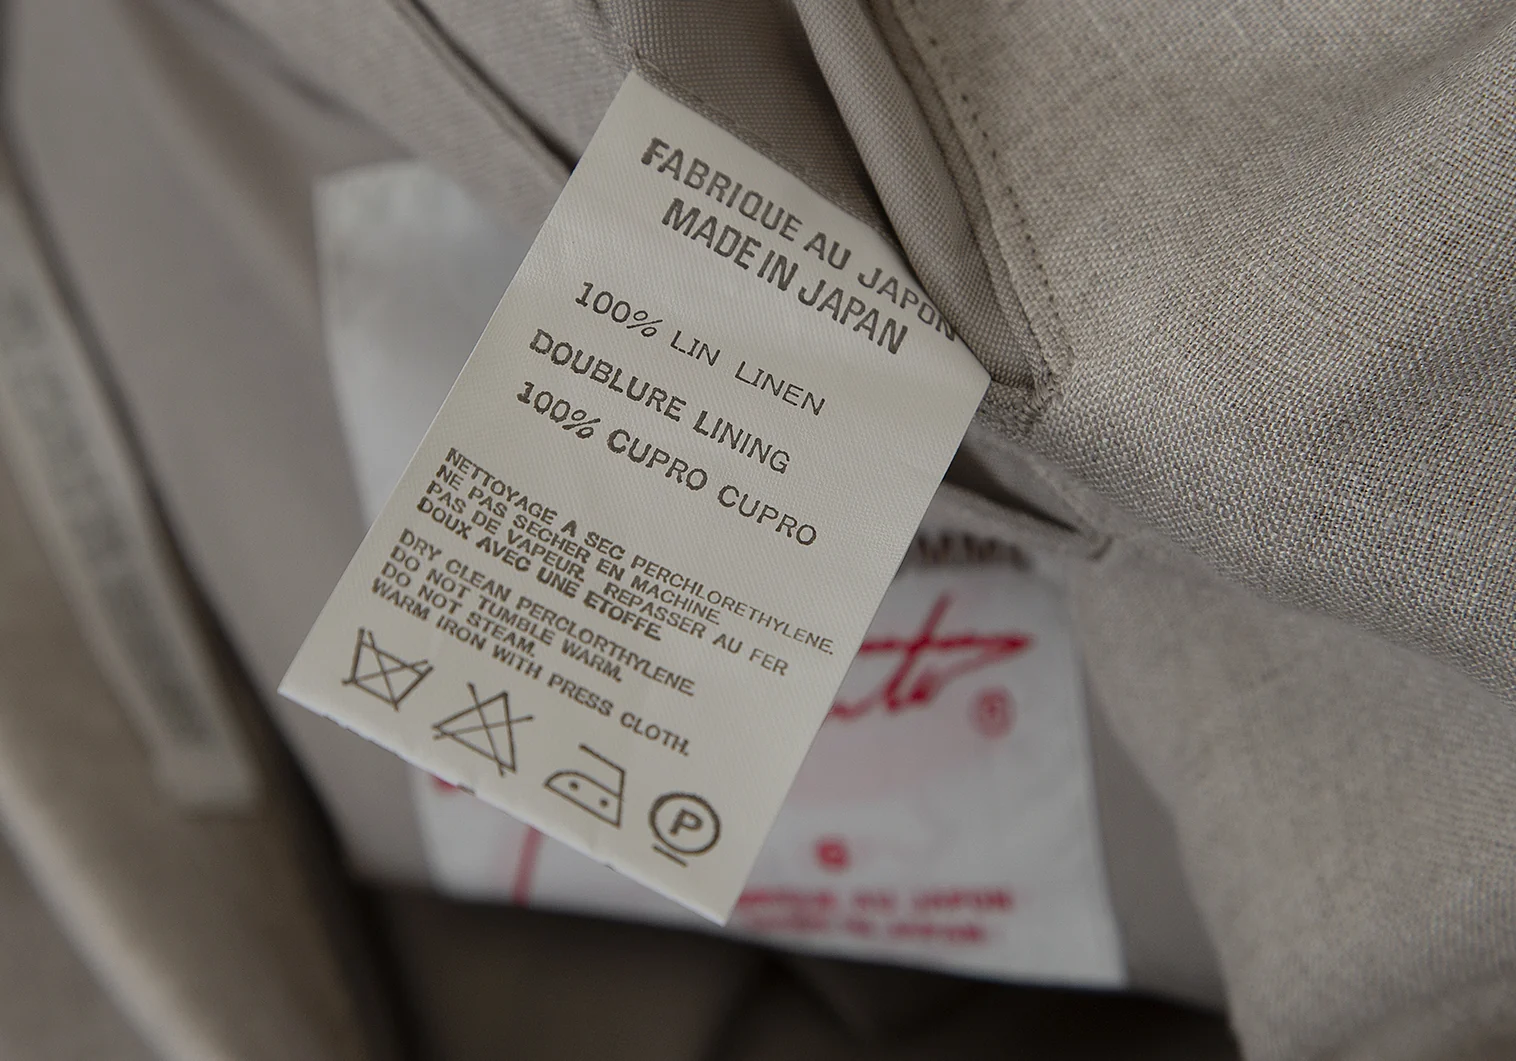 FABRIQUE AU JAPON
MADE IN JAPAN
100% LIN LINEN
DOUBLURE LINING
100% CUPRO CUPRO
NETTOYAGE A SEC PERCHLORETHYLENE.
NE PAS SECHER EN MACHINE.
PAS DE VAPEUR. REPASSER AU FER
DOUX AVEC UNE ETOFFE.
DRY CLEAN PERCLORTHYLENE.
DO NOT TUMBLE WARM.
DO NOT STEAM.
WARM IRON WITH PRESS CLOTH.
P
S
AU JAPON